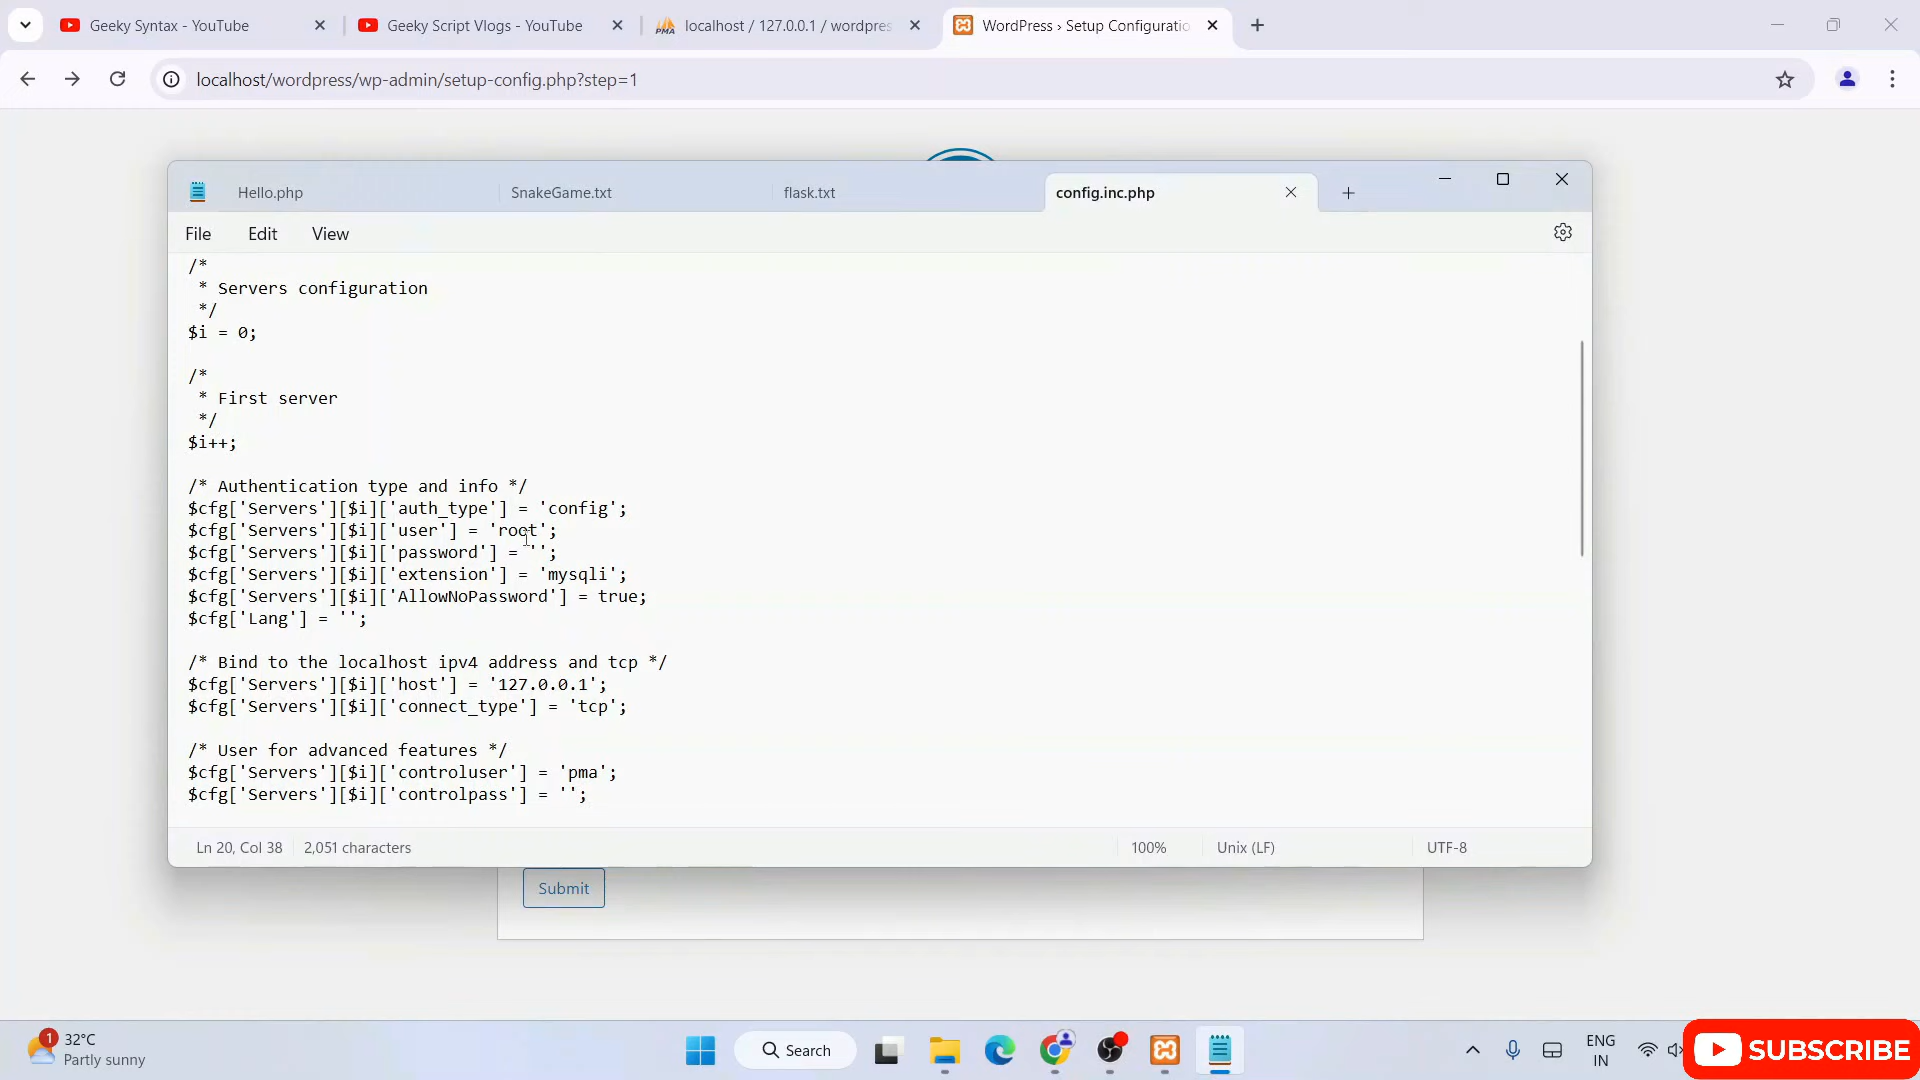 Geeky Syntax - YouTube
Geeky Script Vlogs - YouTube
PMA
localhost / 127.0.0.1 / wordpres
WordPress › Setup Configuratio
localhost/wordpress/wp-admin/setup-config.php?step=1
Hello.php
SnakeGame.txt
flask.txt
config.inc.php
File
Edit
View
/*
 * Servers configuration
 */
$i = 0;
/*
 * First server
 */
$i++;
/* Authentication type and info */
$cfg['Servers'][$i]['auth_type'] = 'config';
$cfg['Servers'][$i]['user'] = 'root';
$cfg['Servers'][$i]['password'] = '';
$cfg['Servers'][$i]['extension'] = 'mysqli';
$cfg['Servers'][$i]['AllowNoPassword'] = true;
$cfg['Lang'] = '';
/* Bind to the localhost ipv4 address and tcp */
$cfg['Servers'][$i]['host'] = '127.0.0.1';
$cfg['Servers'][$i]['connect_type'] = 'tcp';
/* User for advanced features */
$cfg['Servers'][$i]['controluser'] = 'pma';
$cfg['Servers'][$i]['controlpass'] = '';
Ln 20, Col 38
2,051 characters
100%
Unix (LF)
UTF-8
Submit
1
32°C
Partly sunny
Search
ENG
IN
SUBSCRIBE